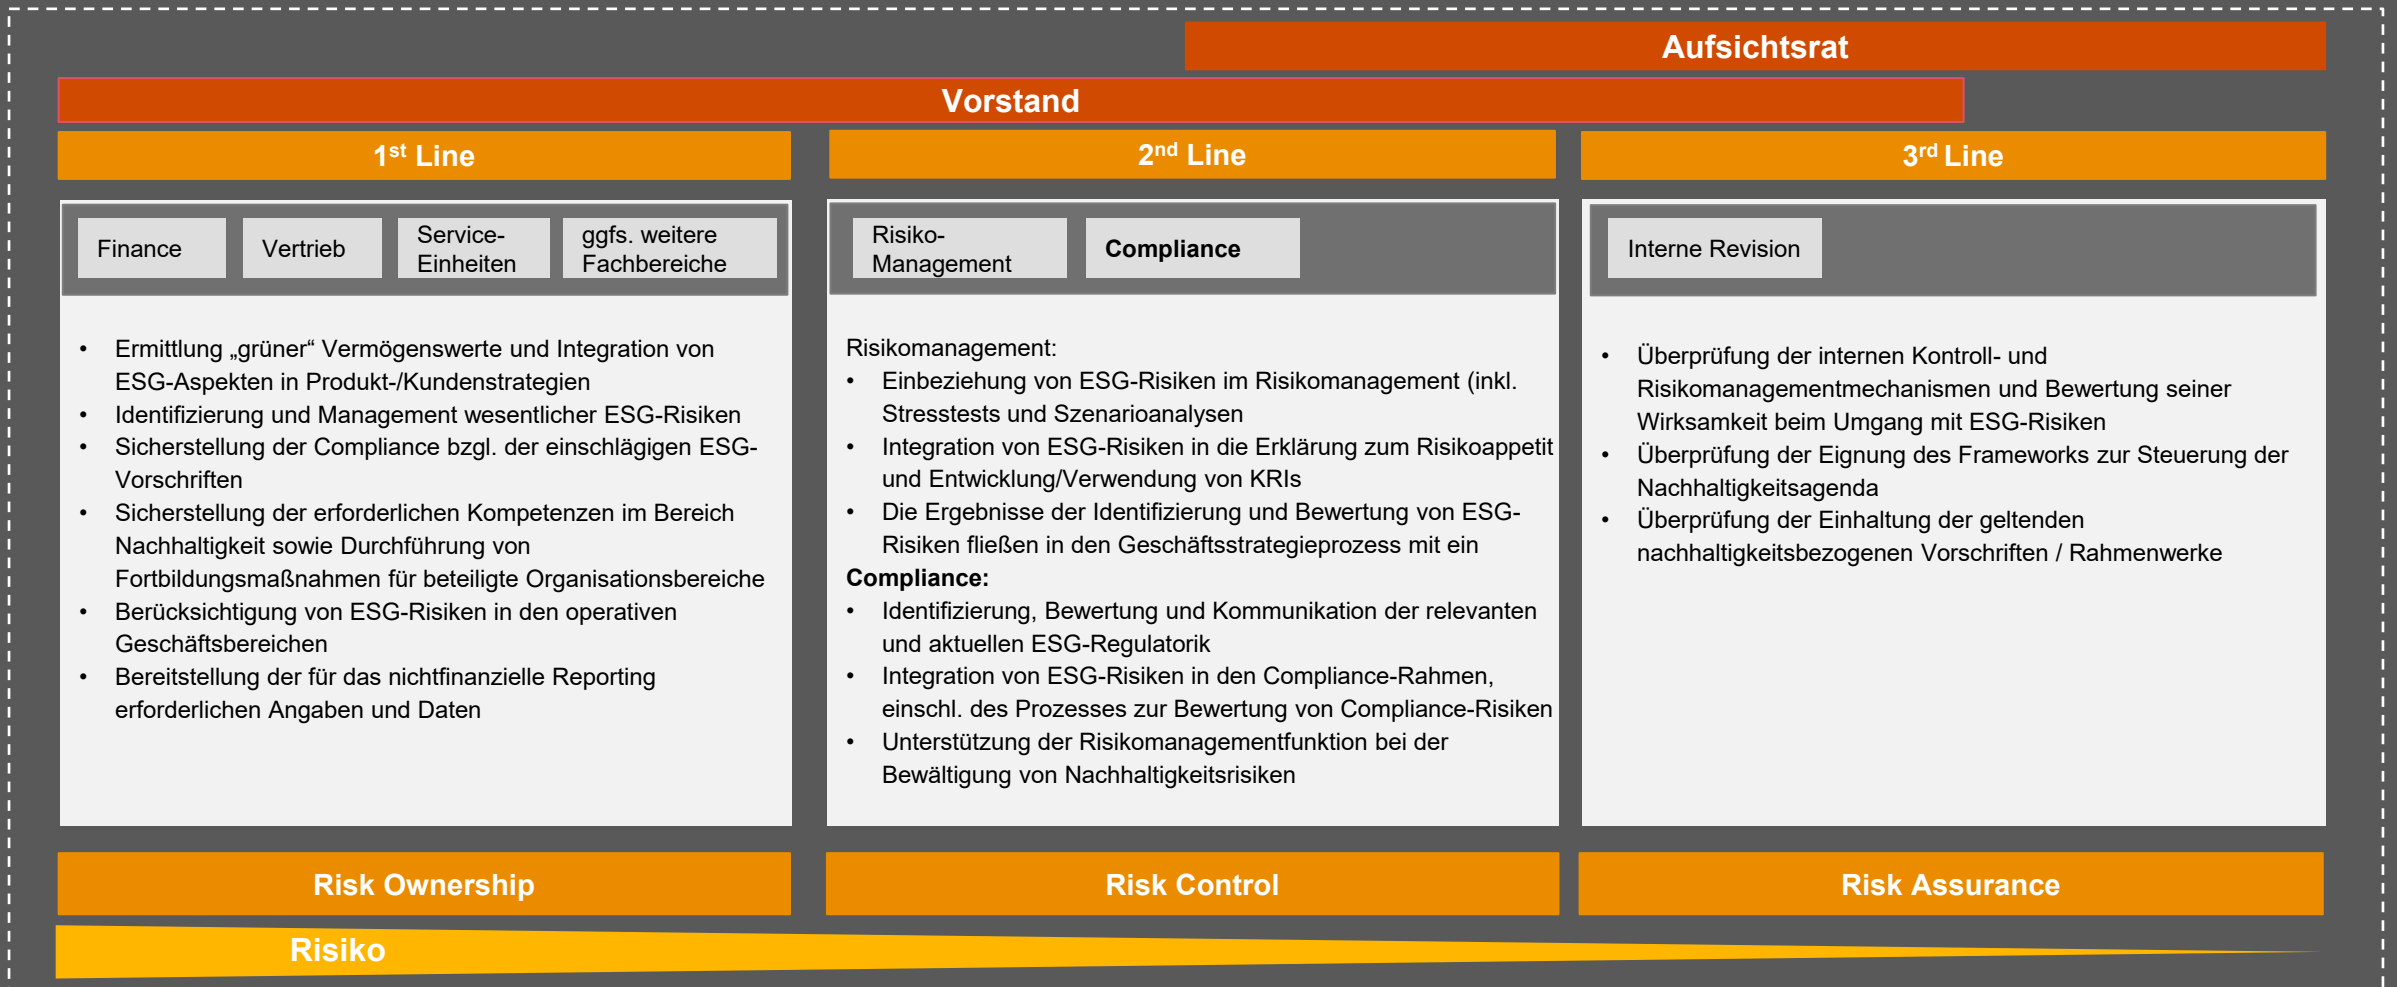 Aufsichtsrat
Vorstand
1st Line
2nd Line
3rd Line
Finance
Vertrieb
Service-
Einheiten
ggfs. weitere
Fachbereiche
• Ermittlung „grüner“ Vermögenswerte und Integration von
ESG-Aspekten in Produkt-/Kundenstrategien
• Identifizierung und Management wesentlicher ESG-Risiken
• Sicherstellung der Compliance bzgl. der einschlägigen ESG-
Vorschriften
• Sicherstellung der erforderlichen Kompetenzen im Bereich
Nachhaltigkeit sowie Durchführung von
Fortbildungsmaßnahmen für beteiligte Organisationsbereiche
• Berücksichtigung von ESG-Risiken in den operativen
Geschäftsbereichen
• Bereitstellung der für das nichtfinanzielle Reporting
erforderlichen Angaben und Daten
Risiko-
Management
Compliance
Risikomanagement:
• Einbeziehung von ESG-Risiken im Risikomanagement (inkl.
Stresstests und Szenarioanalysen
• Integration von ESG-Risiken in die Erklärung zum Risikoappetit
und Entwicklung/Verwendung von KRIs
• Die Ergebnisse der Identifizierung und Bewertung von ESG-
Risiken fließen in den Geschäftsstrategieprozess mit ein
Compliance:
• Identifizierung, Bewertung und Kommunikation der relevanten
und aktuellen ESG-Regulatorik
• Integration von ESG-Risiken in den Compliance-Rahmen,
einschl. des Prozesses zur Bewertung von Compliance-Risiken
• Unterstützung der Risikomanagementfunktion bei der
Bewältigung von Nachhaltigkeitsrisiken
Interne Revision
• Überprüfung der internen Kontroll- und
Risikomanagementmechanismen und Bewertung seiner
Wirksamkeit beim Umgang mit ESG-Risiken
• Überprüfung der Eignung des Frameworks zur Steuerung der
Nachhaltigkeitsagenda
• Überprüfung der Einhaltung der geltenden
nachhaltigkeitsbezogenen Vorschriften / Rahmenwerke
Risk Ownership
Risk Control
Risk Assurance
Risiko